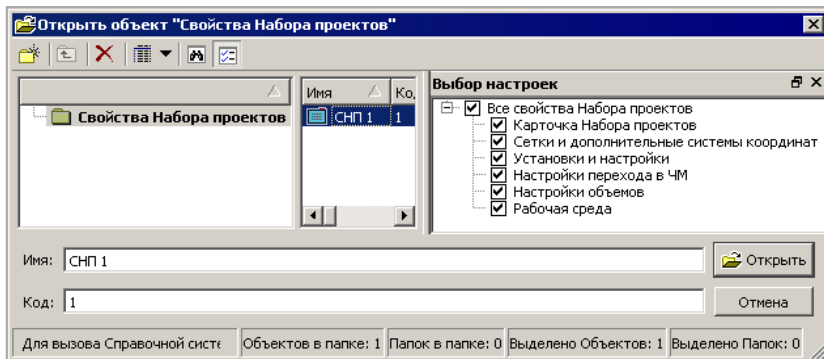 Открыть объект "Свойства Набора проектов"
Свойства Набора проектов
Имя
Ко
СНП 1
1
Выбор настроек
Все свойства Набора проектов
Карточка Набора проектов
Сетки и дополнительные системы координат
Установки и настройки
Настройки перехода в ЧМ
Настройки объемов
Рабочая среда
Имя: СНП 1
Открыть
Код: 1
Отмена
Для вызова Справочной систе
Объектов в папке: 1
Папок в папке: 0
Выделено Объектов: 1
Выделено Папок: 0